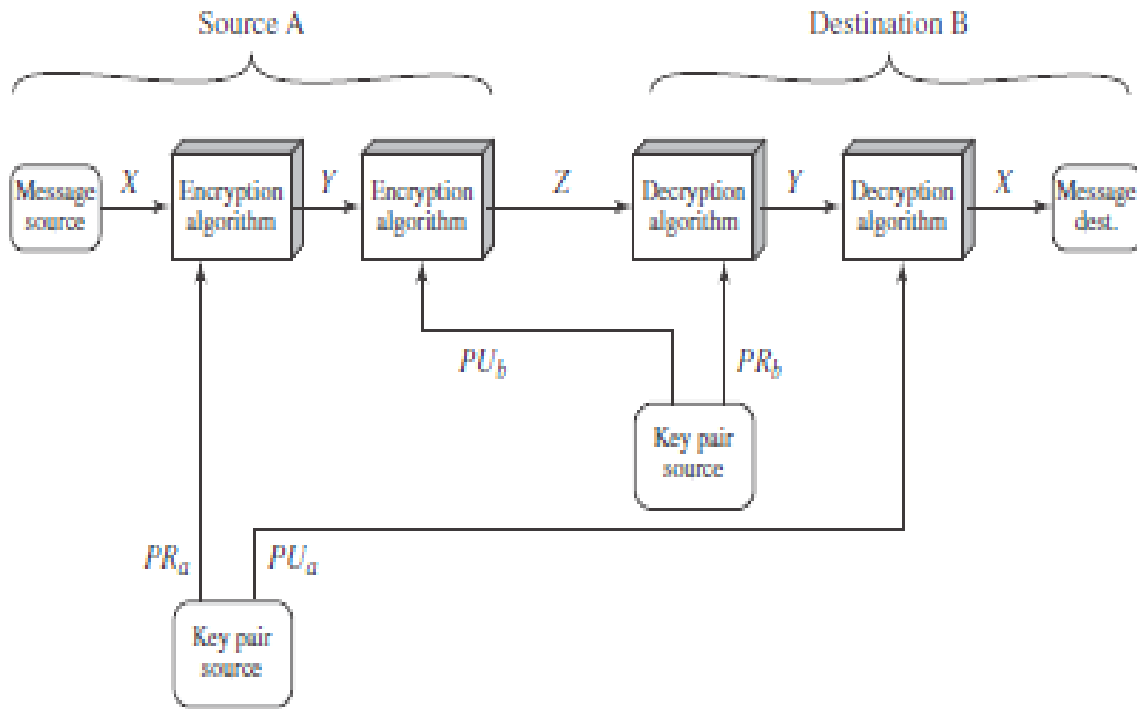 Source A
Destination B
Message
source
X
Encryption
algorithm
Y
Encryption
algorithm
Z
Decryption
algorithm
Y
Decryption
algorithm
X
Message
dest.
PU_b
PR_b
Key pair
source
PR_a
PU_a
Key pair
source